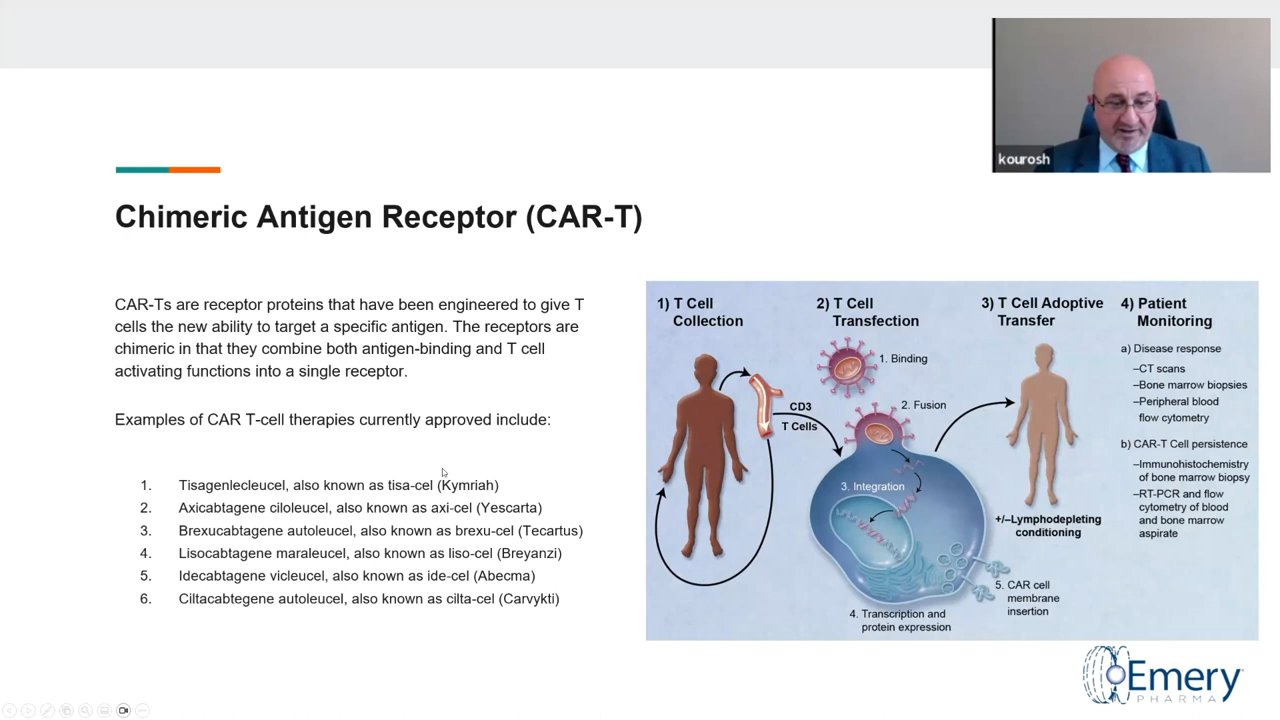 kourosh
Chimeric Antigen Receptor (CAR-T)
CAR-Ts are receptor proteins that have been engineered to give T
cells the new ability to target a specific antigen. The receptors are
chimeric in that they combine both antigen-binding and T cell
activating functions into a single receptor.
Examples of CAR T-cell therapies currently approved include:
1. Tisagenlecleucel, also known as tisa-cel (Kymriah)
2. Axicabtagene ciloleucel, also known as axi-cel (Yescarta)
3. Brexucabtagene autoleucel, also known as brexu-cel (Tecartus)
4. Lisocabtagene maraleucel, also known as liso-cel (Breyanzi)
5. Idecabtagene vicleucel, also known as ide-cel (Abecma)
6. Ciltacabtegene autoleucel, also known as cilta-cel (Carvykti)
1) T Cell
Collection
CD3
T Cells
2) T Cell
Transfection
1. Binding
2. Fusion
3. Integration
4. Transcription and
protein expression
5. CAR cell
membrane
insertion
3) T Cell Adoptive
Transfer
+/–Lymphodepleting
conditioning
4) Patient
Monitoring
a) Disease response
–CT scans
–Bone marrow biopsies
–Peripheral blood
flow cytometry
b) CAR-T Cell persistence
–Immunohistochemistry
of bone marrow biopsy
–RT-PCR and flow
cytometry of blood
and bone marrow
aspirate
Emery
PHARMA